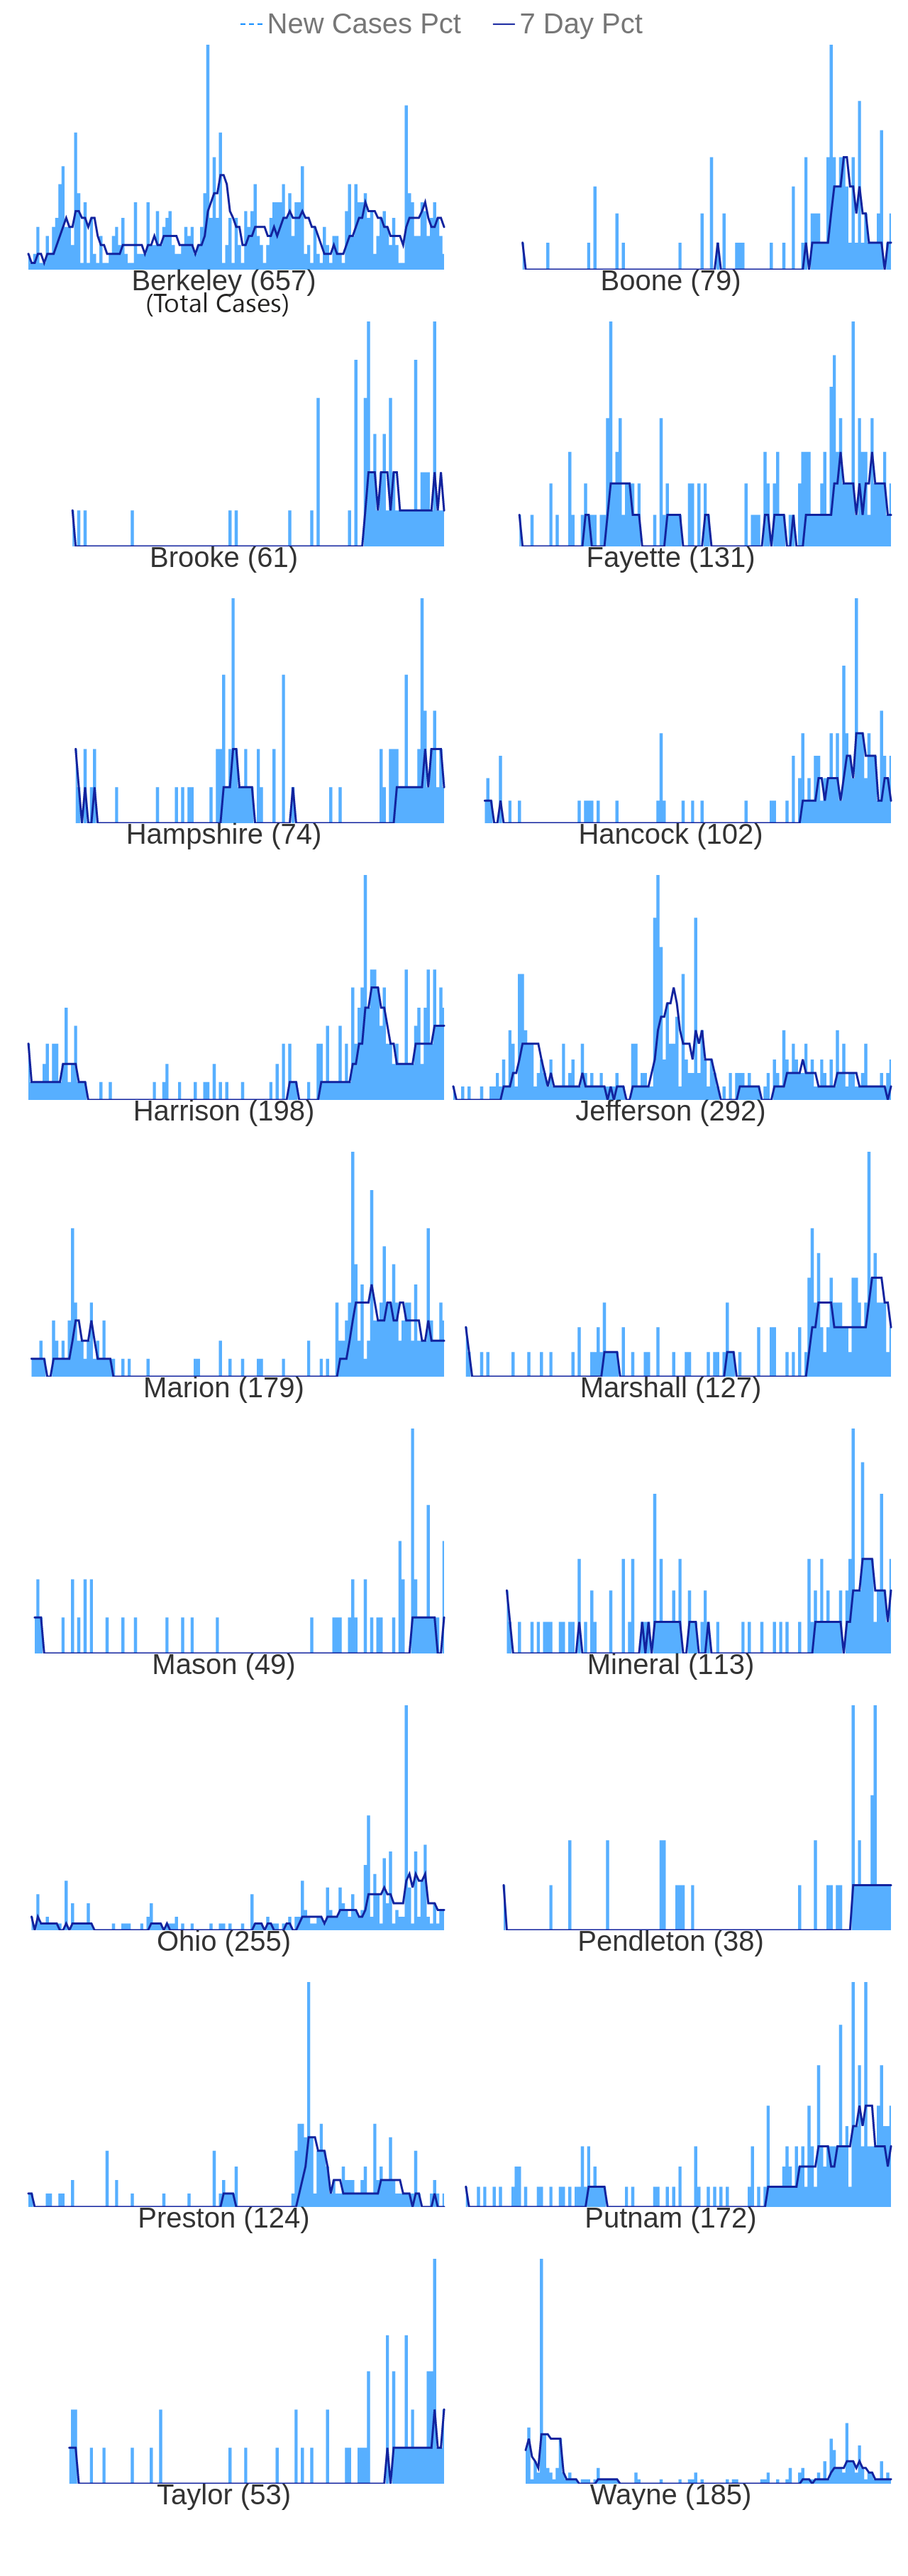 New Cases Pct 7 Day Pct
Berkeley (657) Boone (79)
(Total Cases)
Brooke (61) Fayette (131)
Hampshire (74) Hancock (102)
Harrison (198) Jefferson (292)
Marion (179) Marshall (127)
Mason (49) Mineral (113)
Ohio (255) Pendleton (38)
Preston (124) Putnam (172)
Taylor (53) Wayne (185)